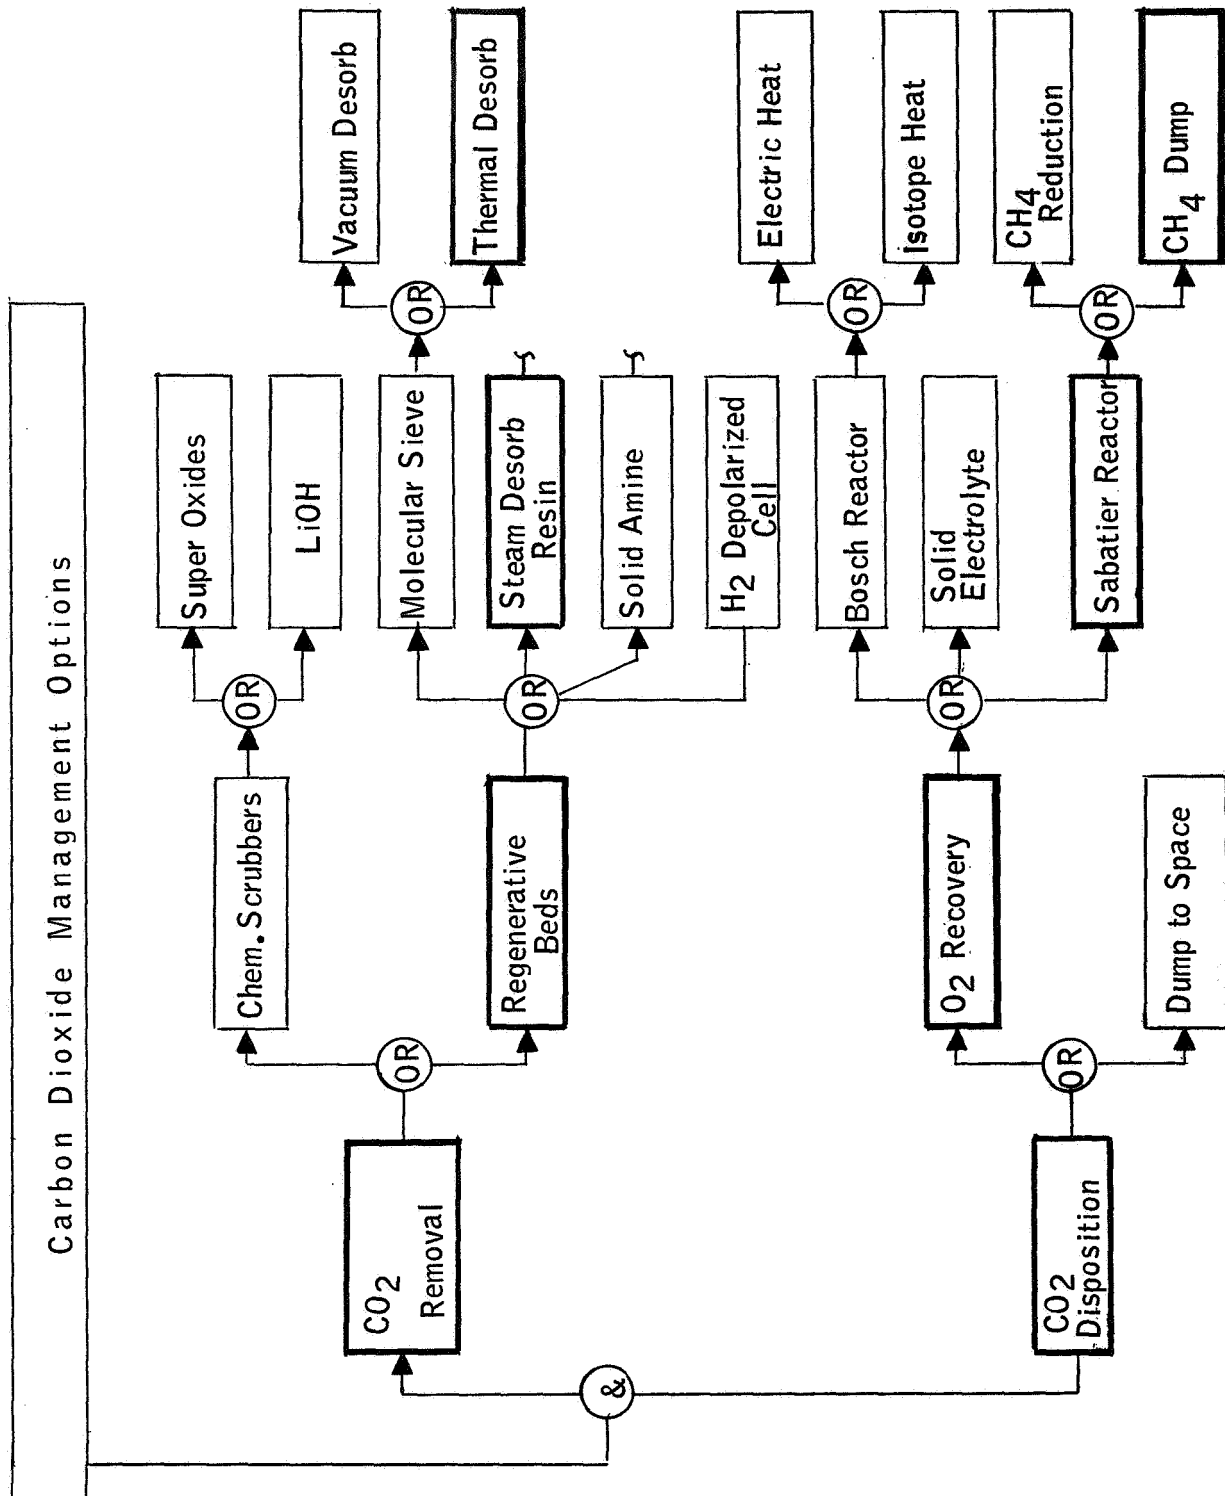 Carbon Dioxide Management Options
&
CO2
Removal
OR
Chem. Scrubbers
OR
Super Oxides
LiOH
Regenerative
Beds
OR
Molecular Sieve
OR
Vacuum Desorb
Thermal Desorb
Steam Desorb
Resin
Solid Amine
H2 Depolarized
Cell
CO2
Disposition
OR
O2 Recovery
OR
Bosch Reactor
OR
Electric Heat
isotope Heat
Solid
Electrolyte
Sabatier Reactor
OR
CH4
Reduction
CH4 Dump
Dump to Space